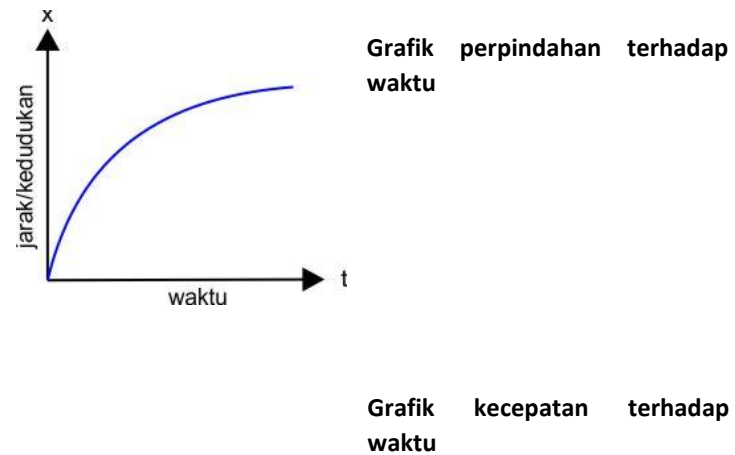 x
Grafik perpindahan terhadap
waktu
jarak/kedudukan
t
waktu
Grafik kecepatan terhadap
waktu